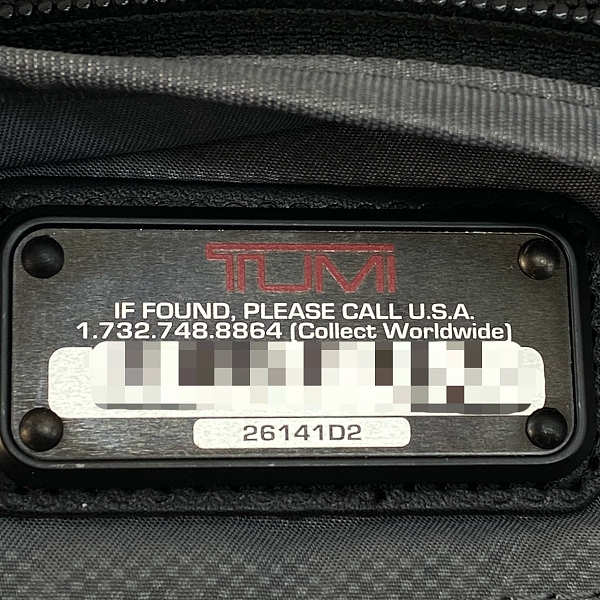 TUMI
IF FOUND, PLEASE CALL U.S.A.
1.732.748.8864 (Collect Worldwide)
26141D2